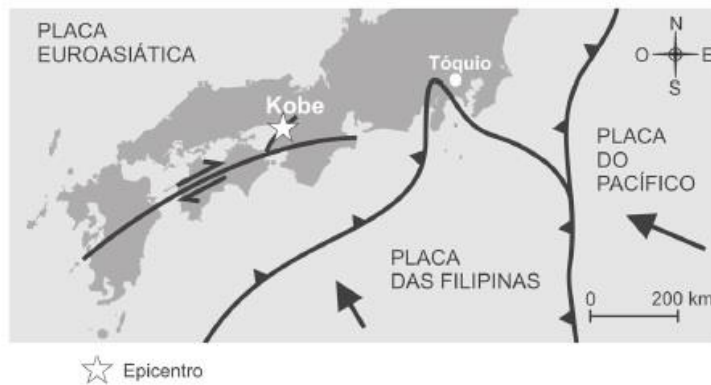 PLACA
EUROASIÁTICA
Tóquio
Kobe
N
O
E
S
PLACA
DO
PACÍFICO
PLACA
DAS FILIPINAS
0 200 km
Epicentro